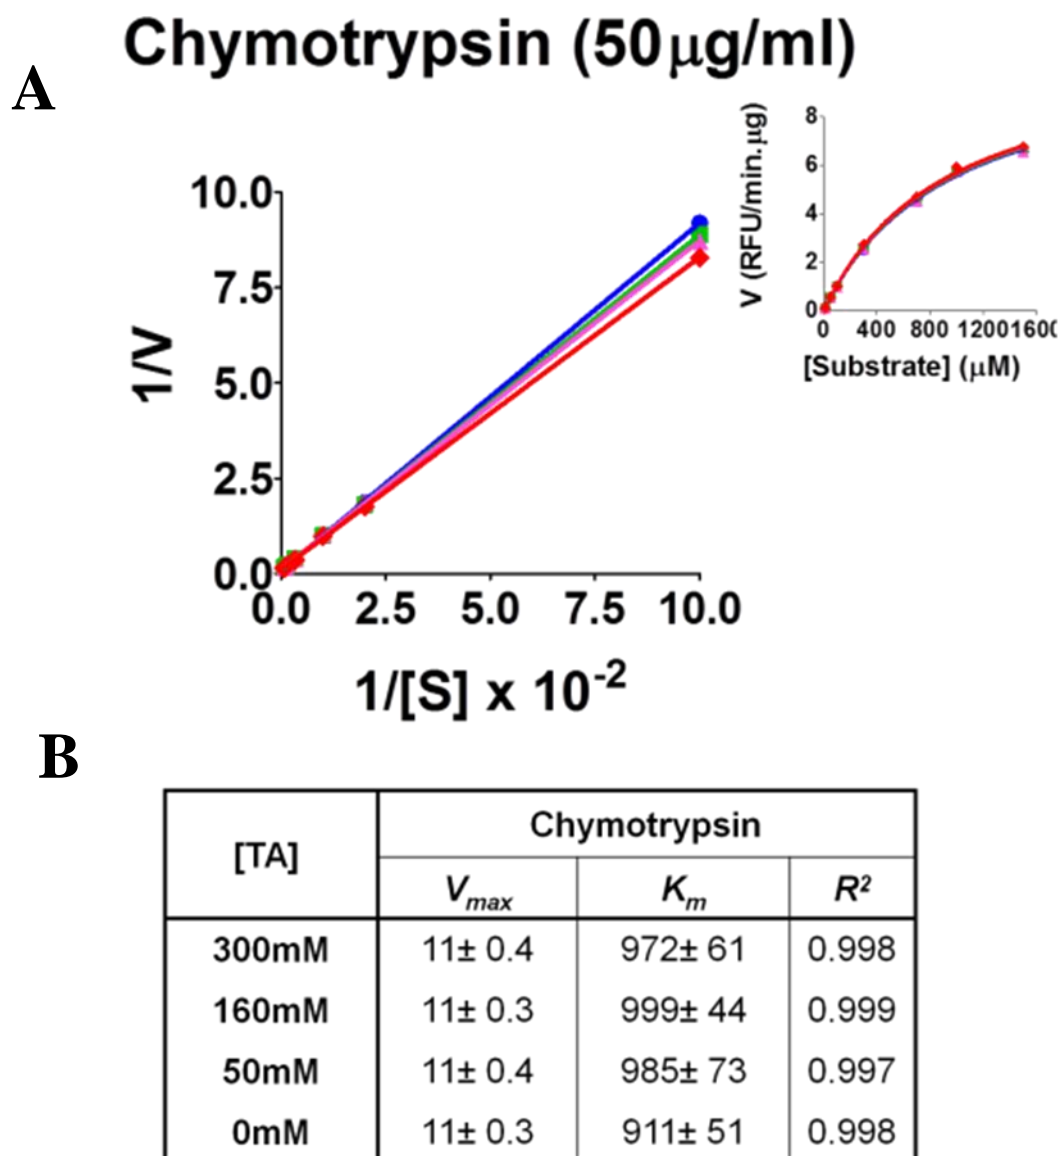 Chymotrypsin (50μg/ml)
A
10.0
7.5
5.0
2.5
0.0
1/V
0.0 2.5 5.0 7.5 10.0
1/[S] x 10-2
8
6
4
2
0
V (RFU/min.μg)
0 400 800 1200 1600
[Substrate] (μM)
B
[TA] Chymotrypsin
Vmax Km R2
300mM 11± 0.4 972± 61 0.998
160mM 11± 0.3 999± 44 0.999
50mM 11± 0.4 985± 73 0.997
0mM 11± 0.3 911± 51 0.998